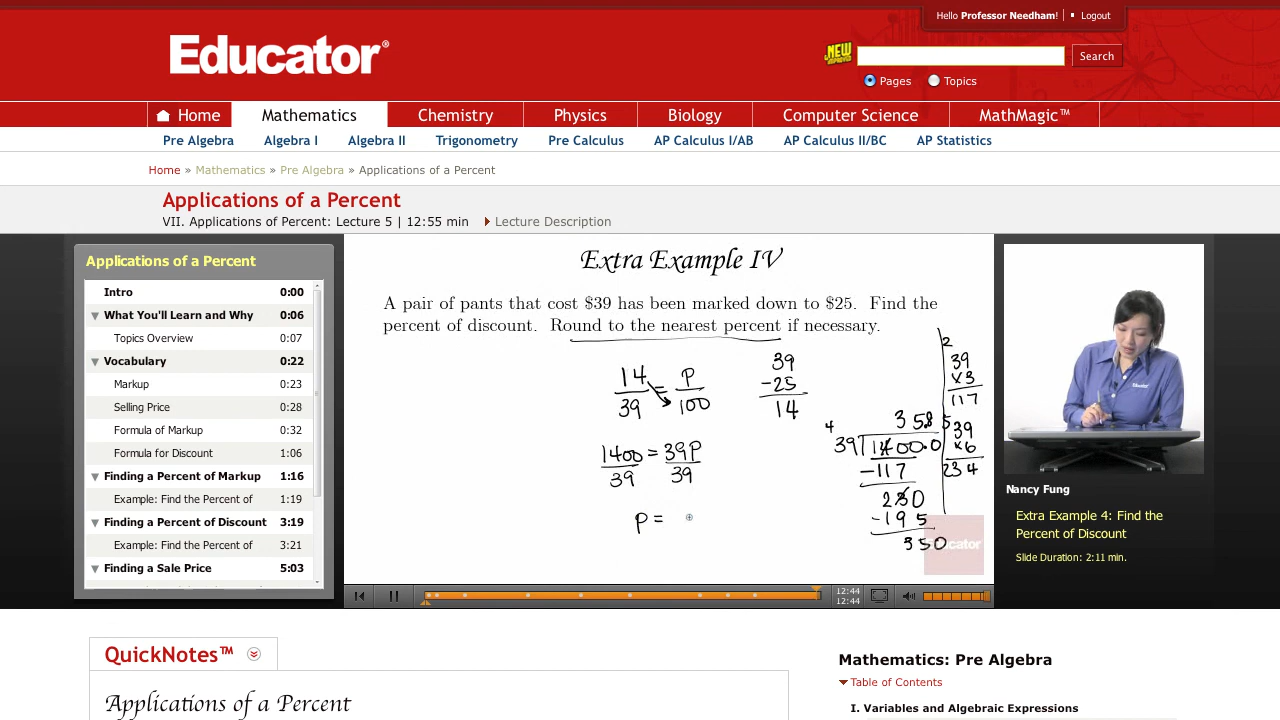 Hello Professor Needham! Logout
Educator®
NEW
Search
Pages Topics
Home Mathematics Chemistry Physics Biology Computer Science MathMagic™
Pre Algebra Algebra I Algebra II Trigonometry Pre Calculus AP Calculus I/AB AP Calculus II/BC AP Statistics
Home » Mathematics » Pre Algebra » Applications of a Percent
Applications of a Percent
VII. Applications of Percent: Lecture 5 | 12:55 min Lecture Description
Applications of a Percent
Intro 0:00
What You'll Learn and Why 0:06
Topics Overview 0:07
Vocabulary 0:22
Markup 0:23
Selling Price 0:28
Formula of Markup 0:32
Formula for Discount 1:06
Finding a Percent of Markup 1:16
Example: Find the Percent of 1:19
Finding a Percent of Discount 3:19
Example: Find the Percent of 3:21
Finding a Sale Price 5:03
Extra Example IV
A pair of pants that cost $39 has been marked down to $25. Find the
percent of discount. Round to the nearest percent if necessary.
14/39 = P/100
39
-25
14
1400/39 = 39P/39
P =
39
x3
117
39
x6
234
4
39
1400.0
-117
-195
350
12:44
12:44
Nancy Fung
Extra Example 4: Find the
Percent of Discount
Slide Duration: 2:11 min.
QuickNotes™
Applications of a Percent
Mathematics: Pre Algebra
Table of Contents
I. Variables and Algebraic Expressions